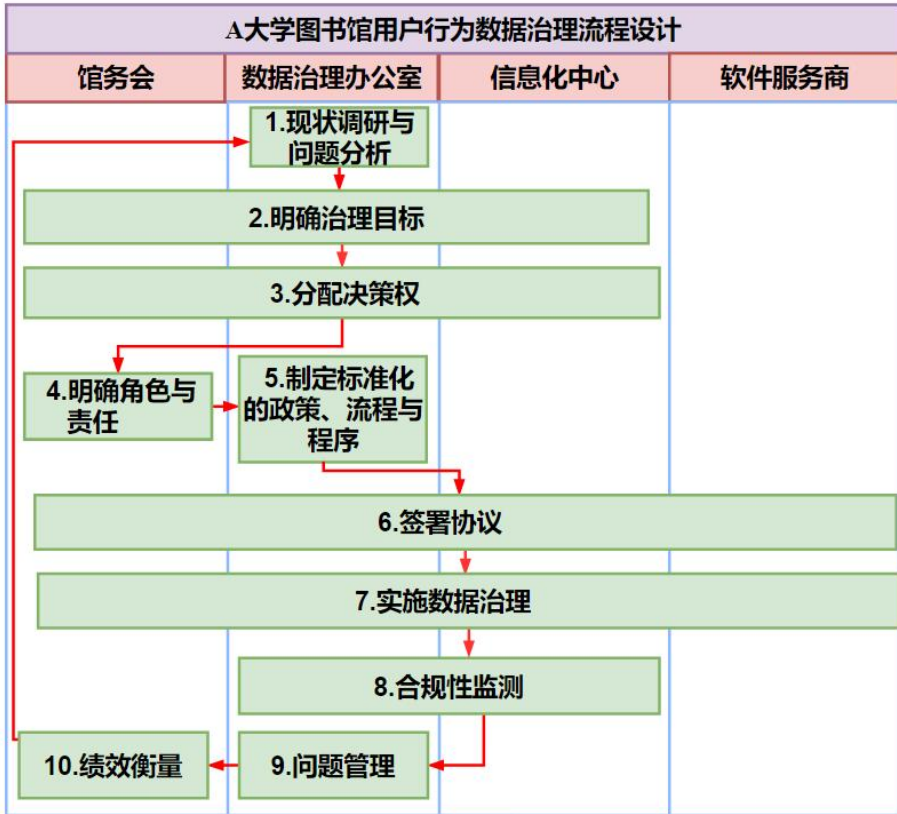 A大学图书馆用户行为数据治理流程设计
馆务会 数据治理办公室 信息化中心 软件服务商
1.现状调研与
问题分析
2.明确治理目标
3.分配决策权
4.明确角色与
责任
5.制定标准化
的政策、流程与
程序
6.签署协议
7.实施数据治理
8.合规性监测
10.绩效衡量 9.问题管理